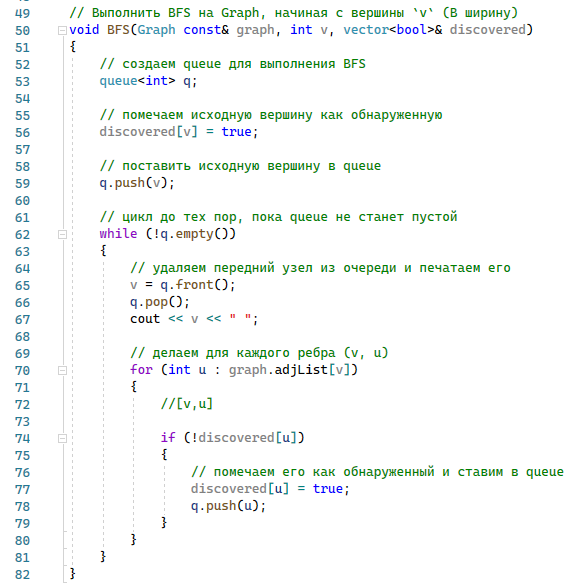 49 // Выполнить BFS на Graph, начиная с вершины `v` (В ширину)
50 void BFS(Graph const& graph, int v, vector<bool>& discovered)
51 {
52     // создаем queue для выполнения BFS
53     queue<int> q;
54
55     // помечаем исходную вершину как обнаруженную
56     discovered[v] = true;
57
58     // поставить исходную вершину в queue
59     q.push(v);
60
61     // цикл до тех пор, пока queue не станет пустой
62     while (!q.empty())
63     {
64         // удаляем передний узел из очереди и печатаем его
65         v = q.front();
66         q.pop();
67         cout << v << " ";
68
69         // делаем для каждого ребра (v, u)
70         for (int u : graph.adjList[v])
71         {
72             //[v,u]
73
74             if (!discovered[u])
75             {
76                 // помечаем его как обнаруженный и ставим в queue
77                 discovered[u] = true;
78                 q.push(u);
79             }
80         }
81     }
82 }